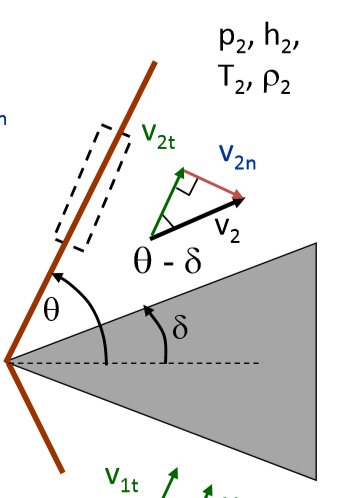 p₂, h₂,
T₂, ρ₂
n
v₂ₜ
v₂ₙ
v₂
θ - δ
θ
δ
v₁ₜ